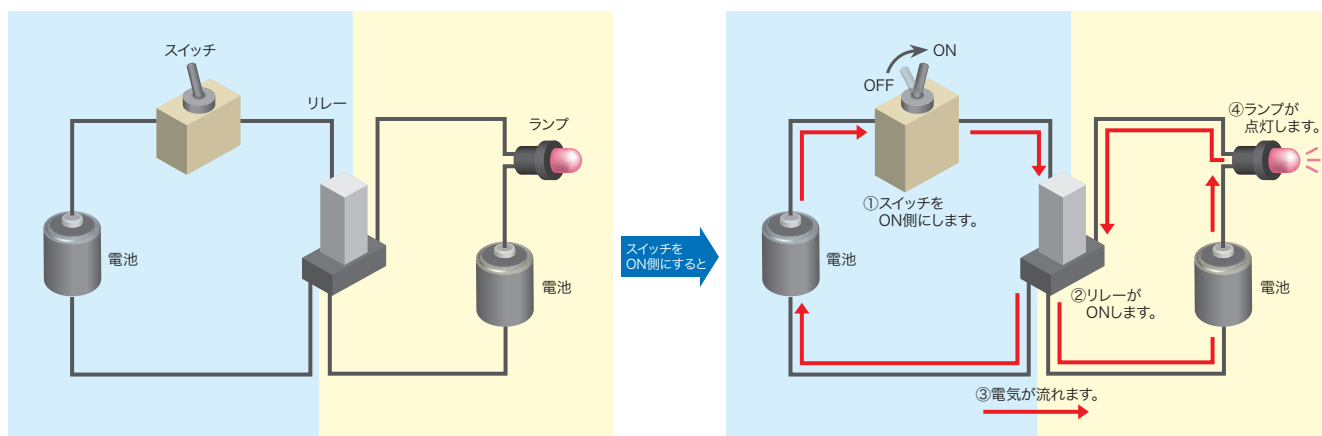 スイッチ
リレー
ランプ
電池
電池
スイッチを
ON側にすると
ON
OFF
①スイッチを
ON側にします。
電池
②リレーが
ONします。
③電気が流れます。
④ランプが
点灯します。
電池